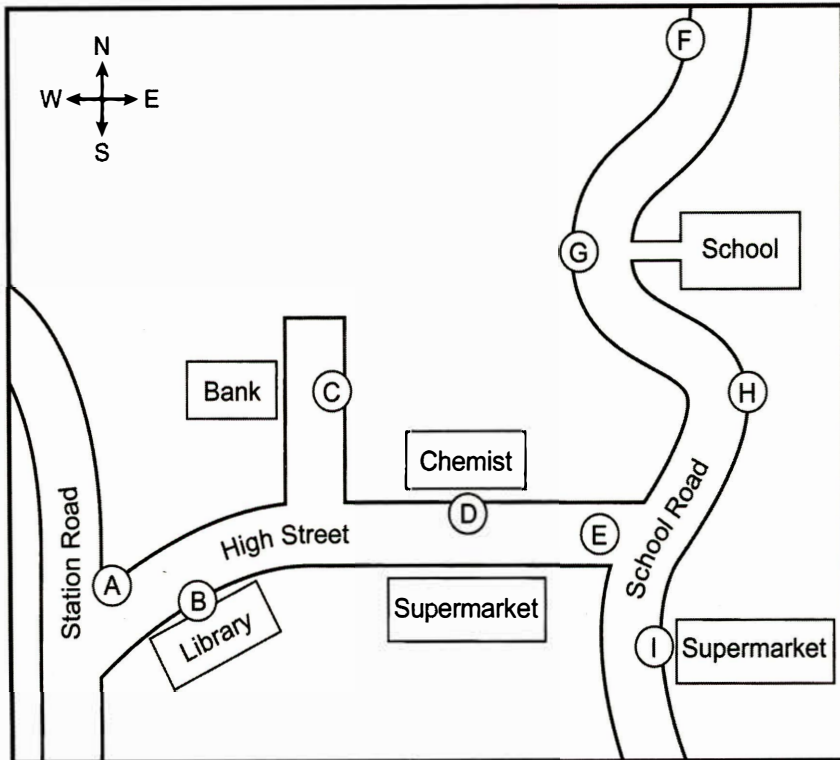 F
N
W E
S
G
School
Bank
C
H
Chemist
D
High Street
E
School Road
Station Road
A
B
Library
Supermarket
I
Supermarket